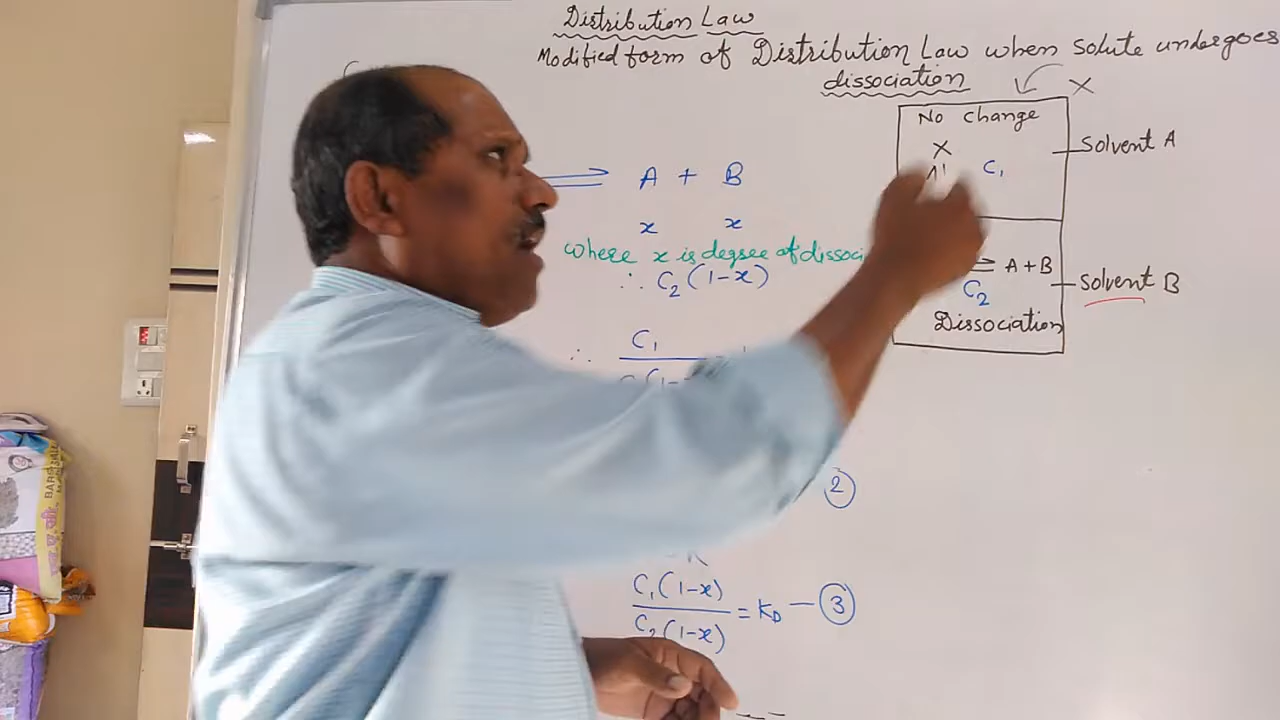 Distribution Law
Modified form of Distribution Law when solute undergoes
dissociation
X
No change
X
C₁
Solvent A
⇌ A+B
C₂
Dissociation
Solvent B
A + B
x x
where x is degree of
∴ C₂(1-x)
∴ C₁
②
C₁(1-x)
C₂(1-x)
= K_D — ③